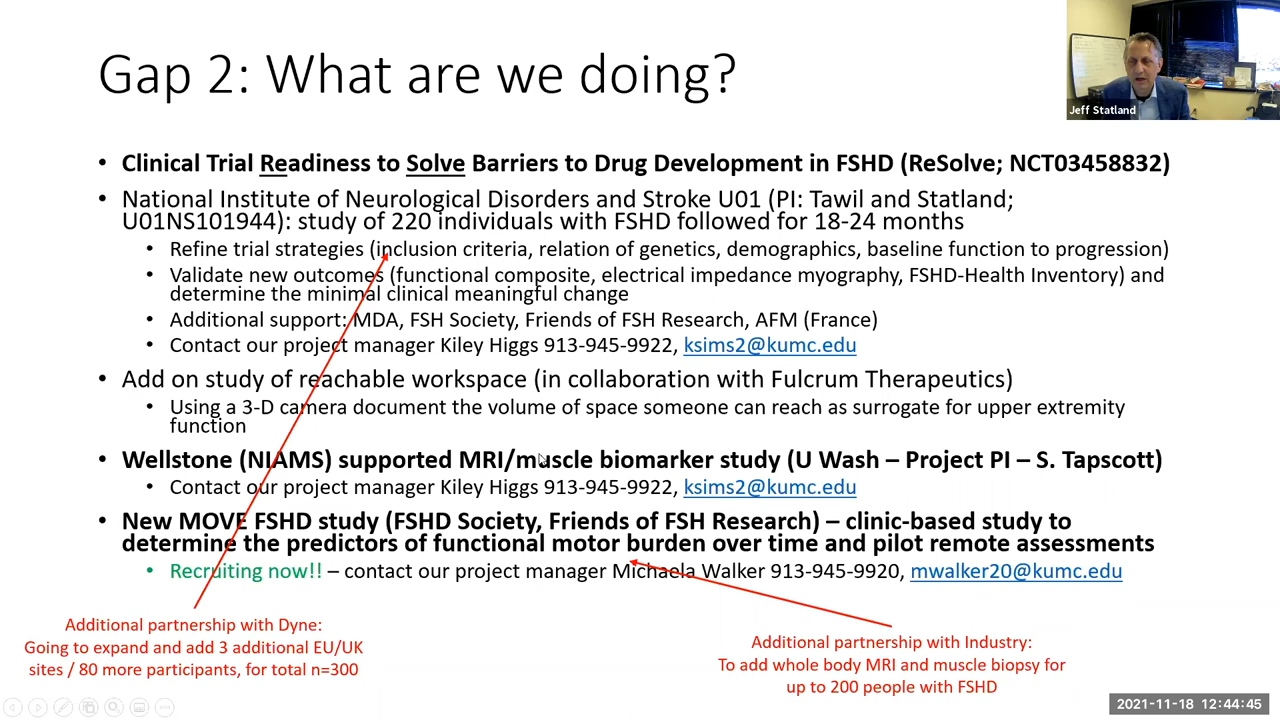 Gap 2: What are we doing?
Jeff Statland
• Clinical Trial Readiness to Solve Barriers to Drug Development in FSHD (ReSolve; NCT03458832)
• National Institute of Neurological Disorders and Stroke U01 (PI: Tawil and Statland;
U01NS101944): study of 220 individuals with FSHD followed for 18-24 months
• Refine trial strategies (inclusion criteria, relation of genetics, demographics, baseline function to progression)
• Validate new outcomes (functional composite, electrical impedance myography, FSHD-Health Inventory) and
determine the minimal clinical meaningful change
• Additional support: MDA, FSH Society, Friends of FSH Research, AFM (France)
• Contact our project manager Kiley Higgs 913-945-9922, ksims2@kumc.edu
• Add on study of reachable workspace (in collaboration with Fulcrum Therapeutics)
• Using a 3-D camera document the volume of space someone can reach as surrogate for upper extremity
function
• Wellstone (NIAMS) supported MRI/muscle biomarker study (U Wash – Project PI – S. Tapscott)
• Contact our project manager Kiley Higgs 913-945-9922, ksims2@kumc.edu
• New MOVE FSHD study (FSHD Society, Friends of FSH Research) – clinic-based study to
determine the predictors of functional motor burden over time and pilot remote assessments
• Recruiting now!! – contact our project manager Michaela Walker 913-945-9920, mwalker20@kumc.edu
Additional partnership with Dyne:
Going to expand and add 3 additional EU/UK
sites / 80 more participants, for total n=300
Additional partnership with Industry:
To add whole body MRI and muscle biopsy for
up to 200 people with FSHD
2021-11-18 12:44:45